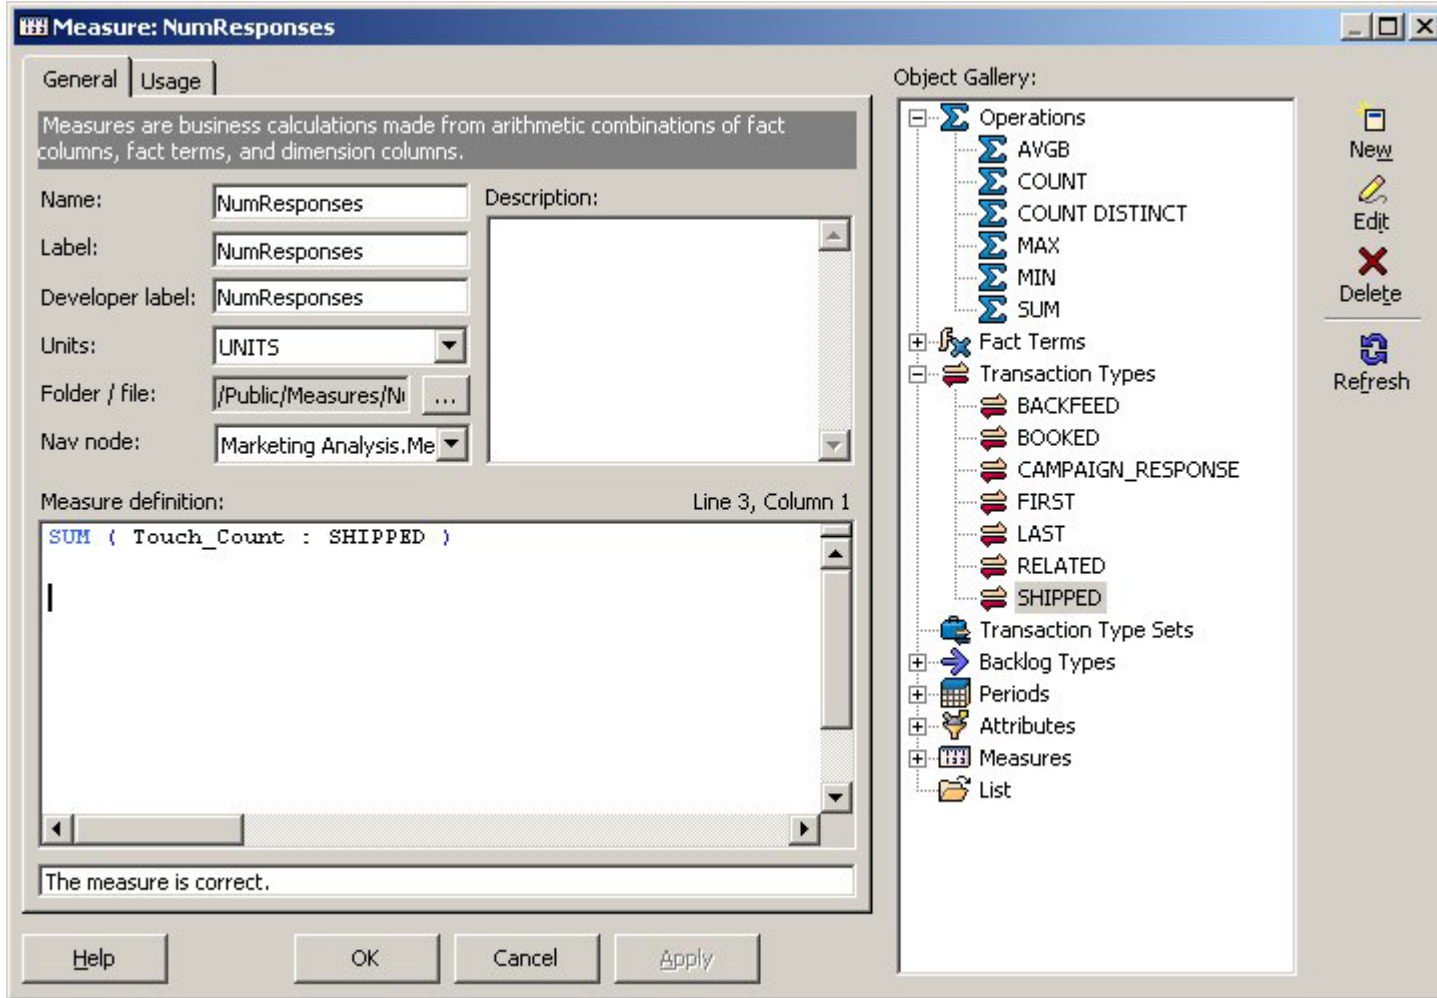 Measure: NumResponses
General
Usage
Measures are business calculations made from arithmetic combinations of fact
columns, fact terms, and dimension columns.
Name:
NumResponses
Label:
NumResponses
Developer label:
NumResponses
Units:
UNITS
Folder / file:
/Public/Measures/Nu
...
Nav node:
Marketing Analysis.Me
Description:
Measure definition:
Line 3, Column 1
SUM ( Touch_Count : SHIPPED )
The measure is correct.
Help
OK
Cancel
Apply
Object Gallery:
Operations
AVGB
COUNT
COUNT DISTINCT
MAX
MIN
SUM
Fact Terms
Transaction Types
BACKFEED
BOOKED
CAMPAIGN_RESPONSE
FIRST
LAST
RELATED
SHIPPED
Transaction Type Sets
Backlog Types
Periods
Attributes
Measures
List
New
Edit
Delete
Refresh